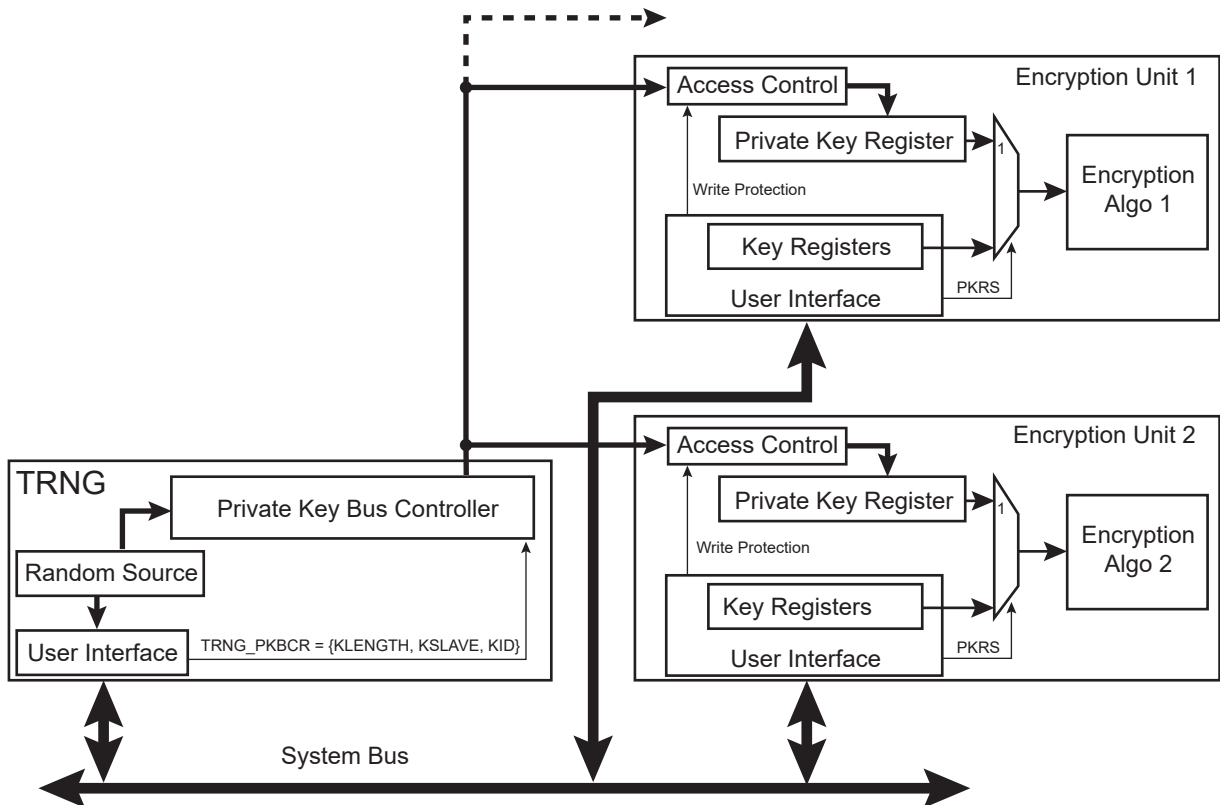 Encryption Unit 1
Access Control
Private Key Register
1
Encryption
Algo 1
Write Protection
Key Registers
User Interface
PKRS
Encryption Unit 2
Access Control
Private Key Register
1
Encryption
Algo 2
Write Protection
Key Registers
User Interface
PKRS
TRNG
Private Key Bus Controller
Random Source
User Interface
TRNG_PKBCR = {KLENGTH, KSLAVE, KID}
System Bus